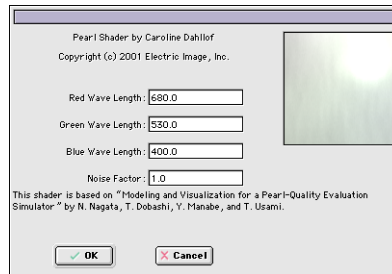 Pearl Shader by Caroline Dahllof
Copyright (c) 2001 Electric Image, Inc.
Red Wave Length: 680.0
Green Wave Length: 530.0
Blue Wave Length: 400.0
Noise Factor: 1.0
This shader is based on "Modeling and Visualization for a Pearl-Quality Evaluation
Simulator" by N. Nagata, T. Dobashi, Y. Manabe, and T. Usami.
OK
Cancel